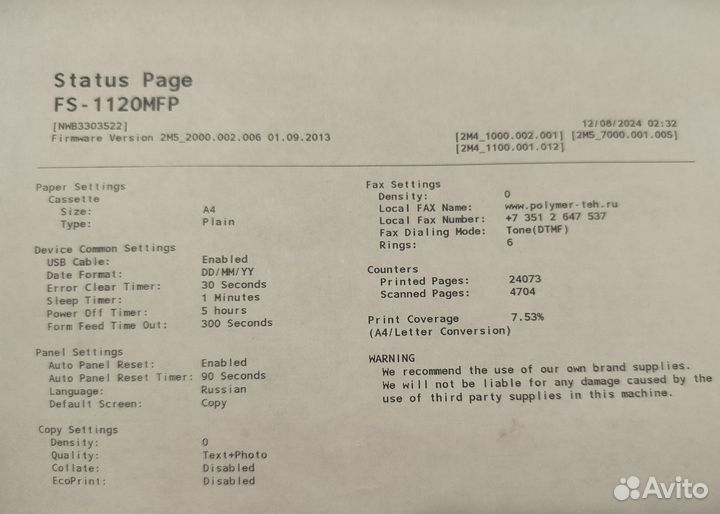 Status Page
FS-1120MFP
[NWB3303522]
12/08/2024 02:32
Firmware Version 2M5_2000.002.006 01.09.2013
[2M4_1000.002.001] [2M5_7000.001.005]
[2M4_1100.001.012]
Paper Settings
Cassette
Size: A4
Type: Plain
Device Common Settings
USB Cable: Enabled
Date Format: DD/MM/YY
Error Clear Timer: 30 Seconds
Sleep Timer: 1 Minutes
Power Off Timer: 5 hours
Form Feed Time Out: 300 Seconds
Panel Settings
Auto Panel Reset: Enabled
Auto Panel Reset Timer: 90 Seconds
Language: Russian
Default Screen: Copy
Copy Settings
Density: 0
Quality: Text+Photo
Collate: Disabled
EcoPrint: Disabled
Fax Settings
Density: 0
Local FAX Name: www.polymer-teh.ru
Local Fax Number: +7 351 2 647 537
Fax Dialing Mode: Tone(DTMF)
Rings: 6
Counters
Printed Pages: 24073
Scanned Pages: 4704
Print Coverage 7.53%
(A4/Letter Conversion)
WARNING
We recommend the use of our own brand supplies.
We will not be liable for any damage caused by the
use of third party supplies in this machine.
Avito